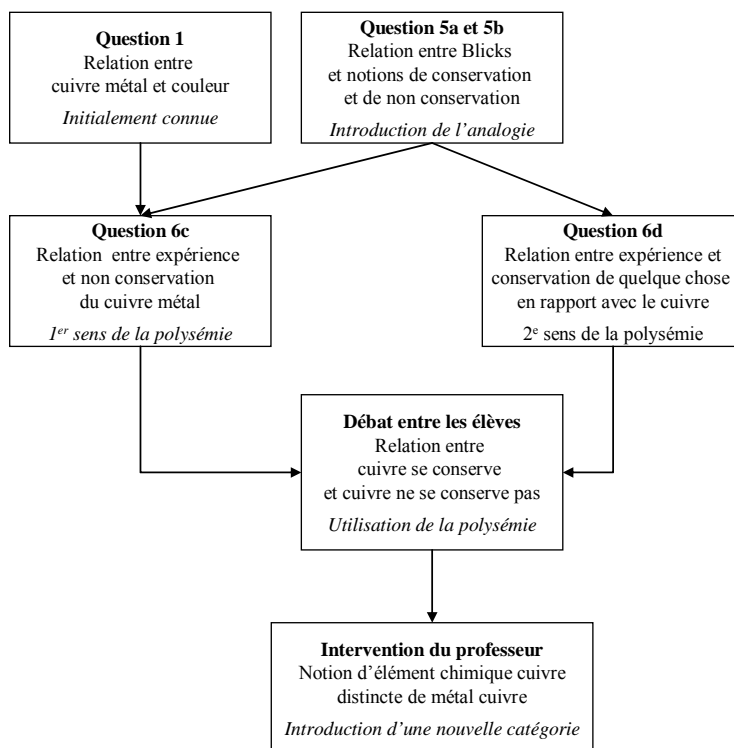 Question 1
Relation entre
cuivre métal et couleur
Initialement connue
Question 5a et 5b
Relation entre Blicks
et notions de conservation
et de non conservation
Introduction de l'analogie
Question 6c
Relation entre expérience
et non conservation
du cuivre métal
1er sens de la polysémie
Question 6d
Relation entre expérience et
conservation de quelque chose
en rapport avec le cuivre
2e sens de la polysémie
Débat entre les élèves
Relation entre
cuivre se conserve
et cuivre ne se conserve pas
Utilisation de la polysémie
Intervention du professeur
Notion d'élément chimique cuivre
distincte de métal cuivre
Introduction d'une nouvelle catégorie